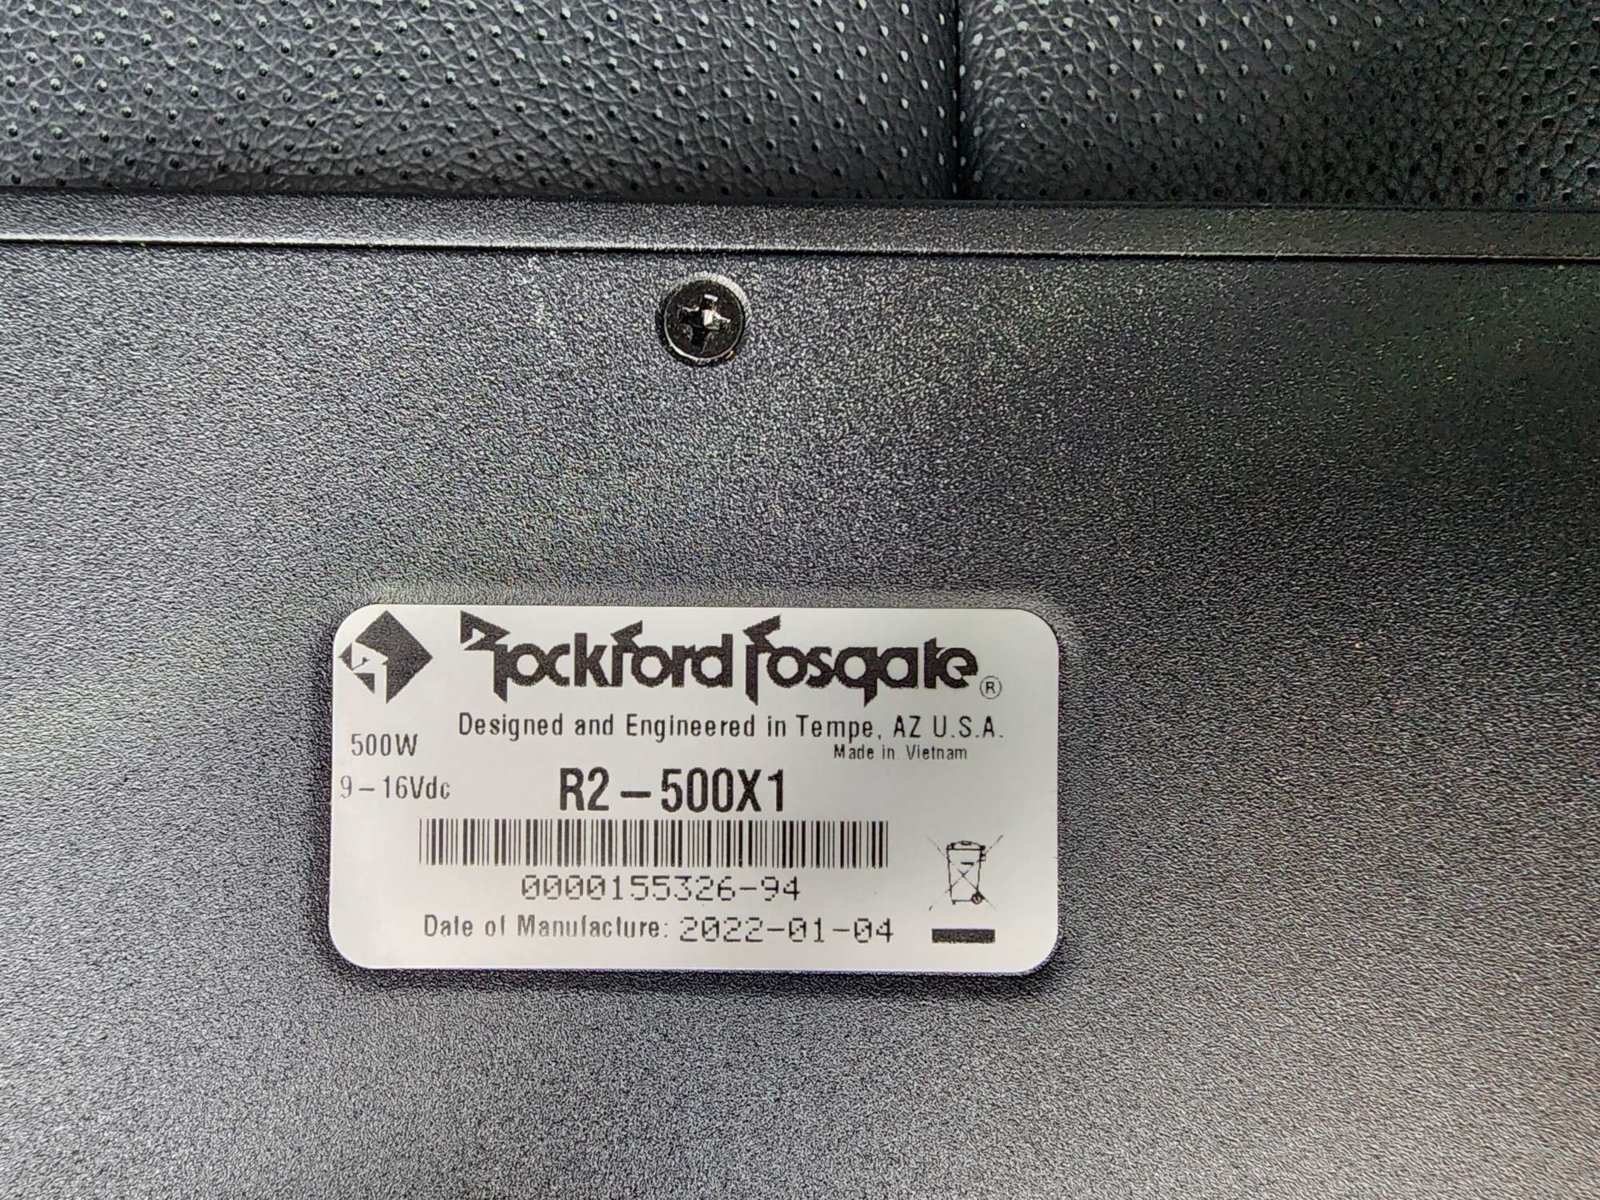 Rockford Fosgate ®
Designed and Engineered in Tempe, AZ U.S.A.
Made in Vietnam
500W
9-16Vdc
R2-500X1
0000155326-94
Date of Manufacture: 2022-01-04